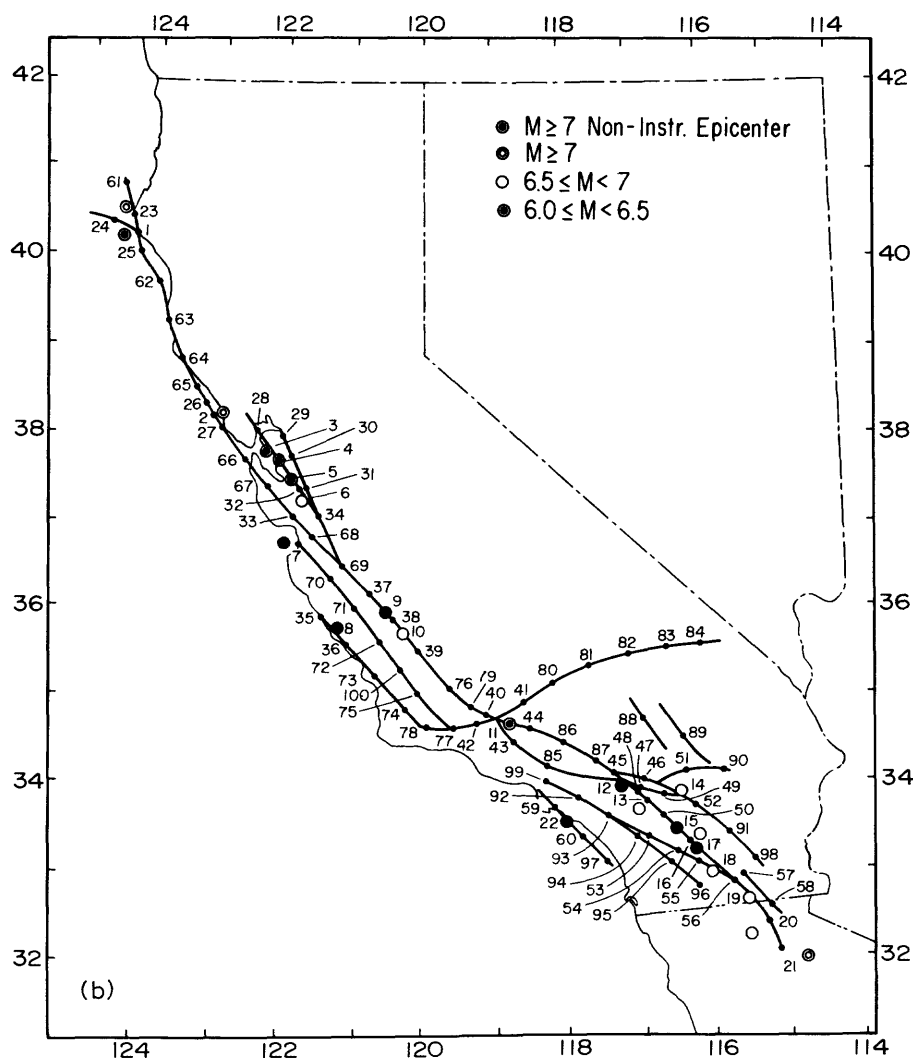 124 122 120 118 116 114
42 42
M ≥ 7 Non-Instr. Epicenter
M ≥ 7
6.5 ≤ M < 7
6.0 ≤ M < 6.5
61
23
24 1
40 25 40
62
63
64
65
26 28 29
2 3 30
38 27 4 38
66 5
67 31
32 6
33 34
68
7 69
70 37
36 71 9 36
35 38
8 10
36 39
72 83 84
73 82
100 79 81
75 76 40 80
74 41
78 77 42 11 44 88
43 86 48 47 89
85 87 45 46 51 90
34 99 12 14 34
92 13 49
59 52
22 15 50
60 17 91
93 97 18 98
94 53 16 57
54 55 19 58
95 96 20
56
32 21 32
(b)
124 122 120 118 116 114